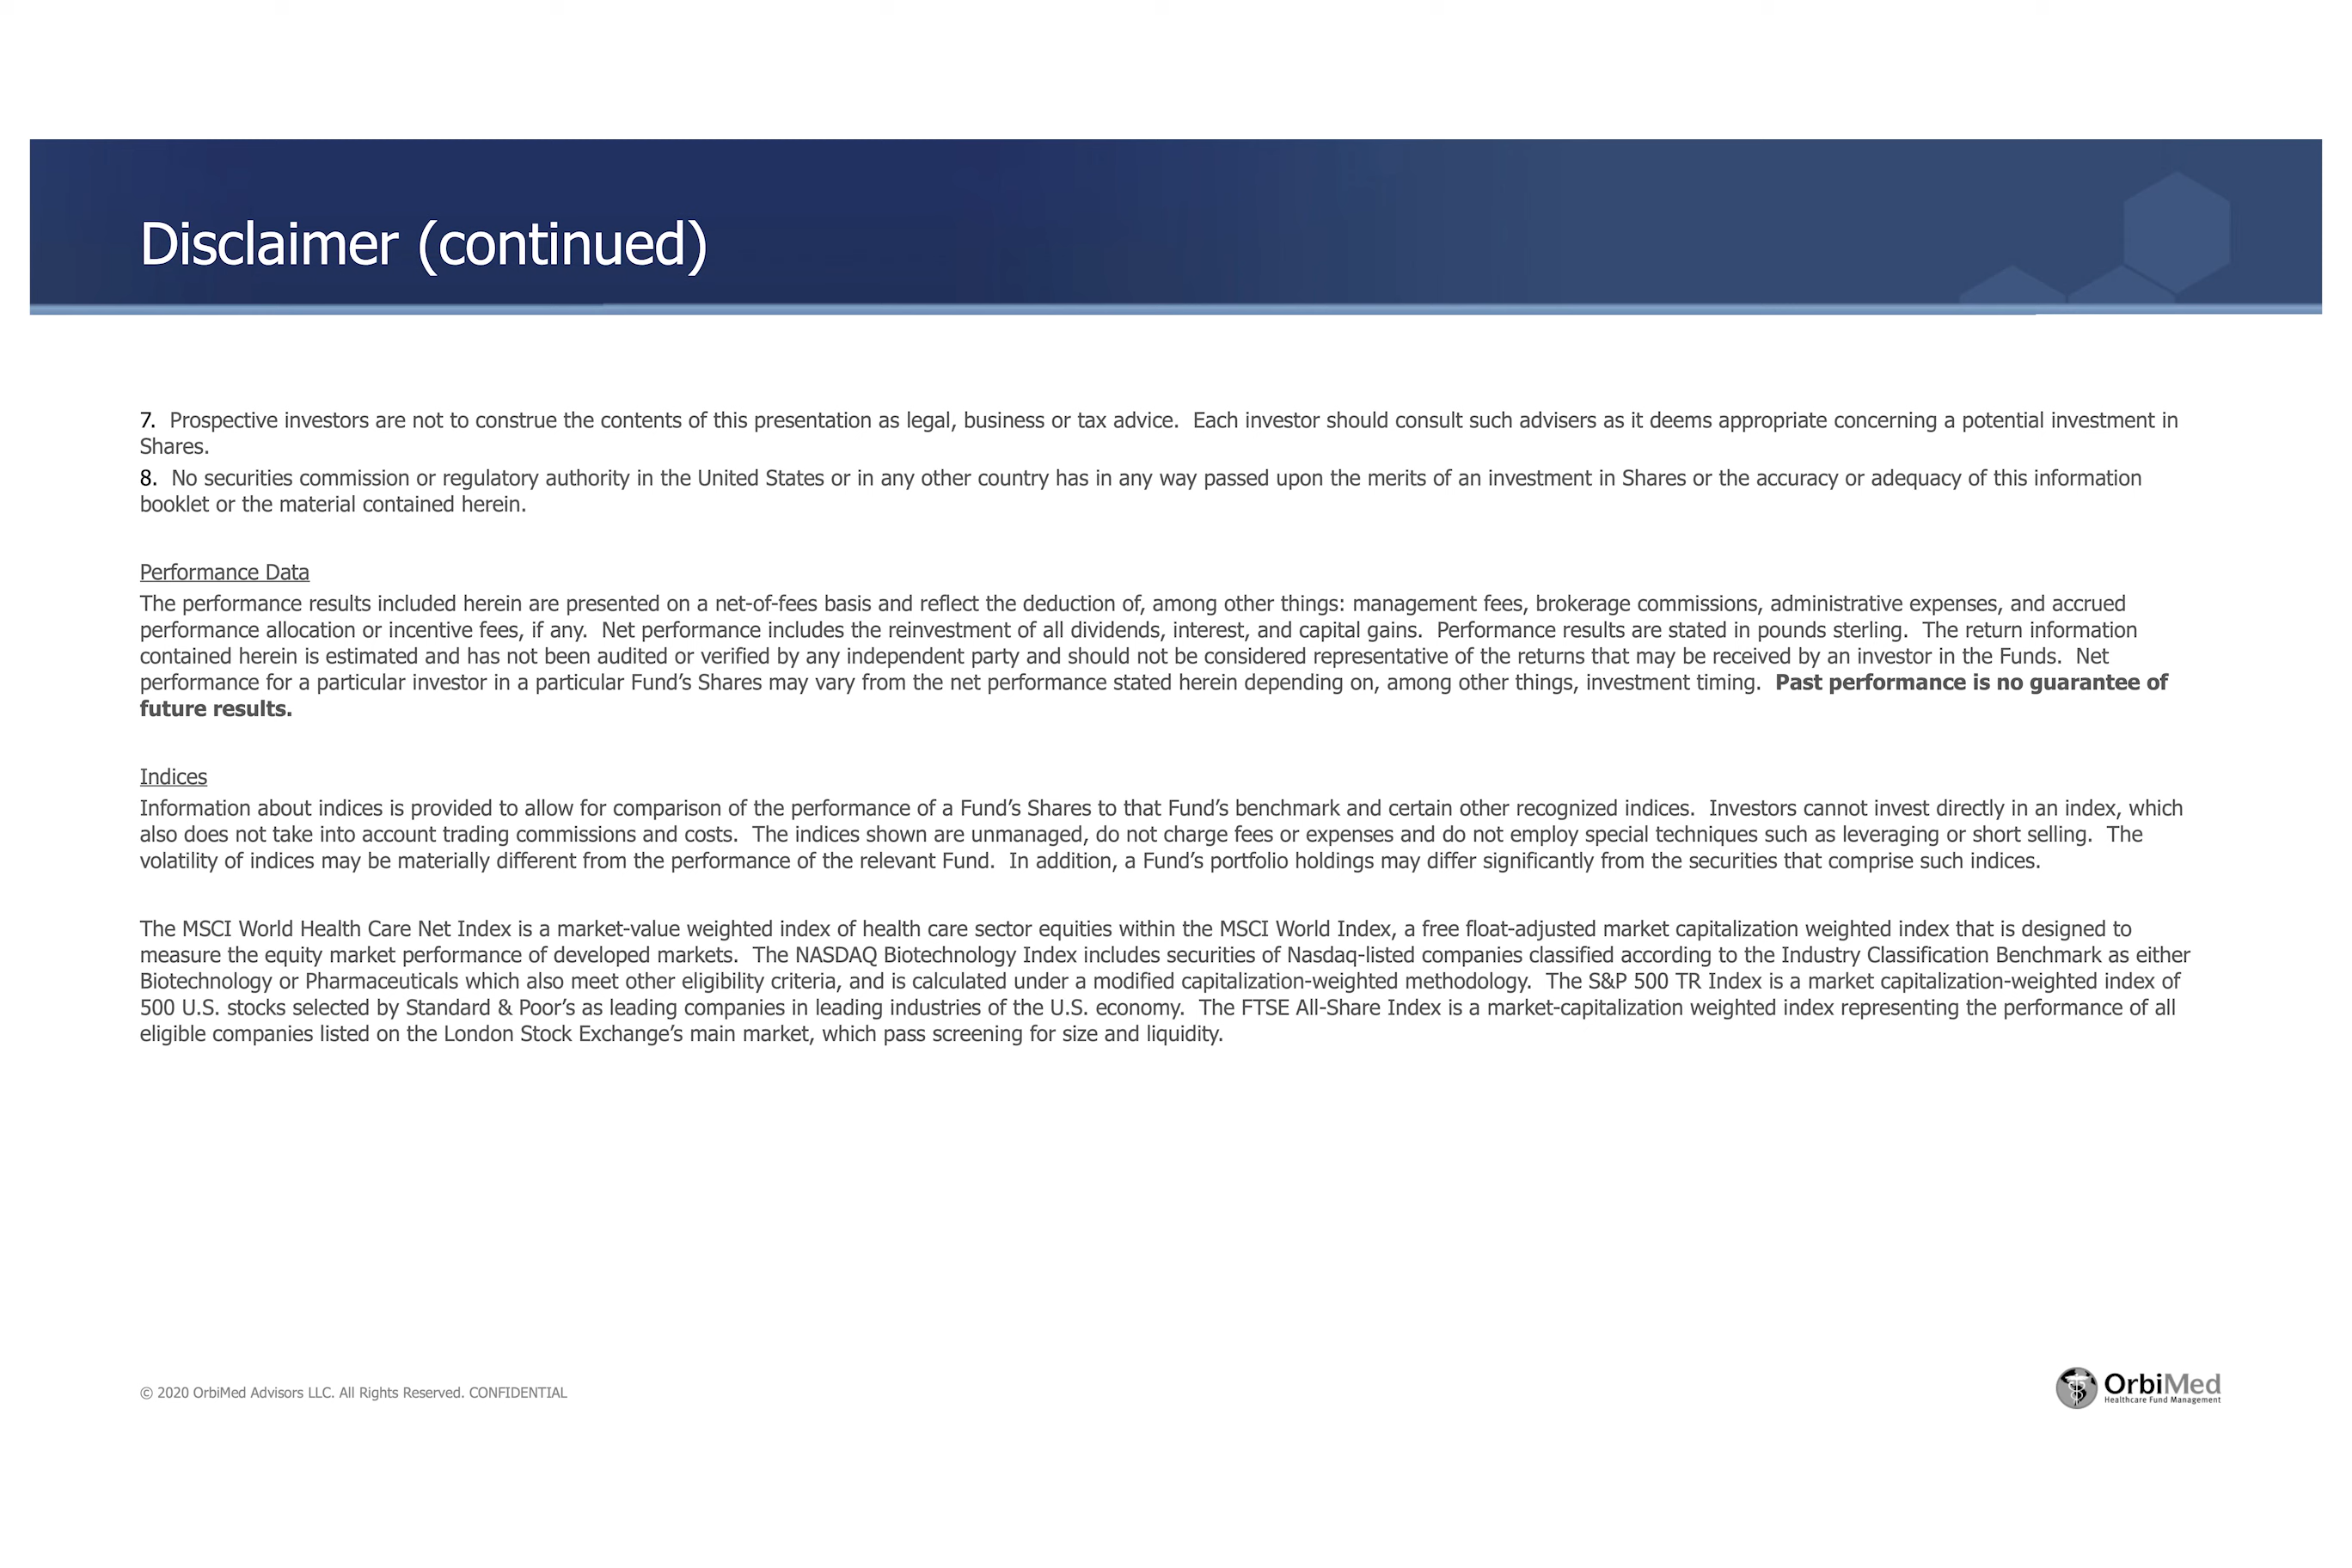 Disclaimer (continued)
7.  Prospective investors are not to construe the contents of this presentation as legal, business or tax advice.  Each investor should consult such advisers as it deems appropriate concerning a potential investment in
Shares.
8.  No securities commission or regulatory authority in the United States or in any other country has in any way passed upon the merits of an investment in Shares or the accuracy or adequacy of this information
booklet or the material contained herein.
Performance Data
The performance results included herein are presented on a net-of-fees basis and reflect the deduction of, among other things: management fees, brokerage commissions, administrative expenses, and accrued
performance allocation or incentive fees, if any.  Net performance includes the reinvestment of all dividends, interest, and capital gains.  Performance results are stated in pounds sterling.  The return information
contained herein is estimated and has not been audited or verified by any independent party and should not be considered representative of the returns that may be received by an investor in the Funds.  Net
performance for a particular investor in a particular Fund’s Shares may vary from the net performance stated herein depending on, among other things, investment timing.  Past performance is no guarantee of
future results.
Indices
Information about indices is provided to allow for comparison of the performance of a Fund’s Shares to that Fund’s benchmark and certain other recognized indices.  Investors cannot invest directly in an index, which
also does not take into account trading commissions and costs.  The indices shown are unmanaged, do not charge fees or expenses and do not employ special techniques such as leveraging or short selling.  The
volatility of indices may be materially different from the performance of the relevant Fund.  In addition, a Fund’s portfolio holdings may differ significantly from the securities that comprise such indices.
The MSCI World Health Care Net Index is a market-value weighted index of health care sector equities within the MSCI World Index, a free float-adjusted market capitalization weighted index that is designed to
measure the equity market performance of developed markets.  The NASDAQ Biotechnology Index includes securities of Nasdaq-listed companies classified according to the Industry Classification Benchmark as either
Biotechnology or Pharmaceuticals which also meet other eligibility criteria, and is calculated under a modified capitalization-weighted methodology.  The S&P 500 TR Index is a market capitalization-weighted index of
500 U.S. stocks selected by Standard & Poor’s as leading companies in leading industries of the U.S. economy.  The FTSE All-Share Index is a market-capitalization weighted index representing the performance of all
eligible companies listed on the London Stock Exchange’s main market, which pass screening for size and liquidity.
© 2020 OrbiMed Advisors LLC. All Rights Reserved. CONFIDENTIAL
OrbiMed
Healthcare Fund Management